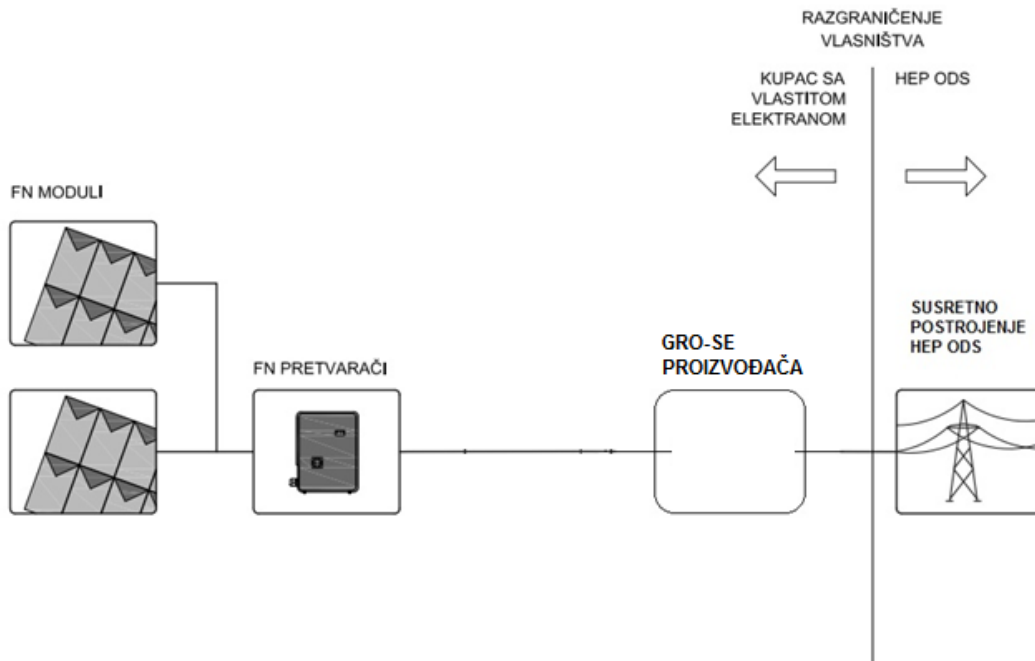 RAZGRANIČENJE
VLASNIŠTVA
KUPAC SA
VLASTITOM
ELEKTRANOM
HEP ODS
FN MODULI
FN PRETVARAČI
GRO-SE
PROIZVOĐAČA
SUSRETNO
POSTROJENJE
HEP ODS